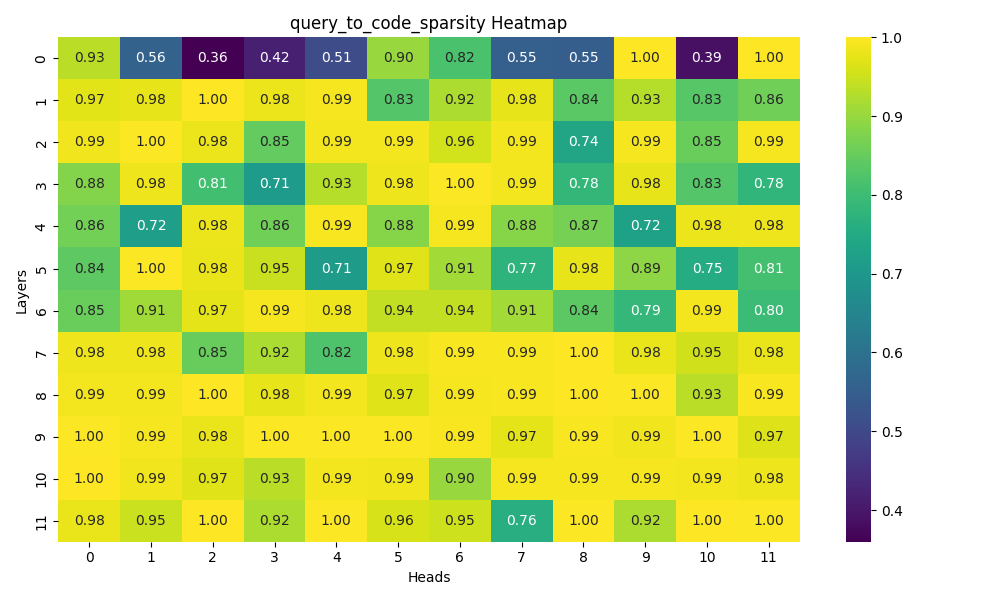 query_to_code_sparsity Heatmap
0 0.93 0.56 0.36 0.42 0.51 0.90 0.82 0.55 0.55 1.00 0.39 1.00
1 0.97 0.98 1.00 0.98 0.99 0.83 0.92 0.98 0.84 0.93 0.83 0.86
2 0.99 1.00 0.98 0.85 0.99 0.99 0.96 0.99 0.74 0.99 0.85 0.99
3 0.88 0.98 0.81 0.71 0.93 0.98 1.00 0.99 0.78 0.98 0.83 0.78
4 0.86 0.72 0.98 0.86 0.99 0.88 0.99 0.88 0.87 0.72 0.98 0.98
5 0.84 1.00 0.98 0.95 0.71 0.97 0.91 0.77 0.98 0.89 0.75 0.81
6 0.85 0.91 0.97 0.99 0.98 0.94 0.94 0.91 0.84 0.79 0.99 0.80
7 0.98 0.98 0.85 0.92 0.82 0.98 0.99 0.99 1.00 0.98 0.95 0.98
8 0.99 0.99 1.00 0.98 0.99 0.97 0.99 0.99 1.00 1.00 0.93 0.99
9 1.00 0.99 0.98 1.00 1.00 1.00 0.99 0.97 0.99 0.99 1.00 0.97
10 1.00 0.99 0.97 0.93 0.99 0.99 0.90 0.99 0.99 0.99 0.99 0.98
11 0.98 0.95 1.00 0.92 1.00 0.96 0.95 0.76 1.00 0.92 1.00 1.00
0 1 2 3 4 5 6 7 8 9 10 11
Heads
Layers
1.0
0.9
0.8
0.7
0.6
0.5
0.4